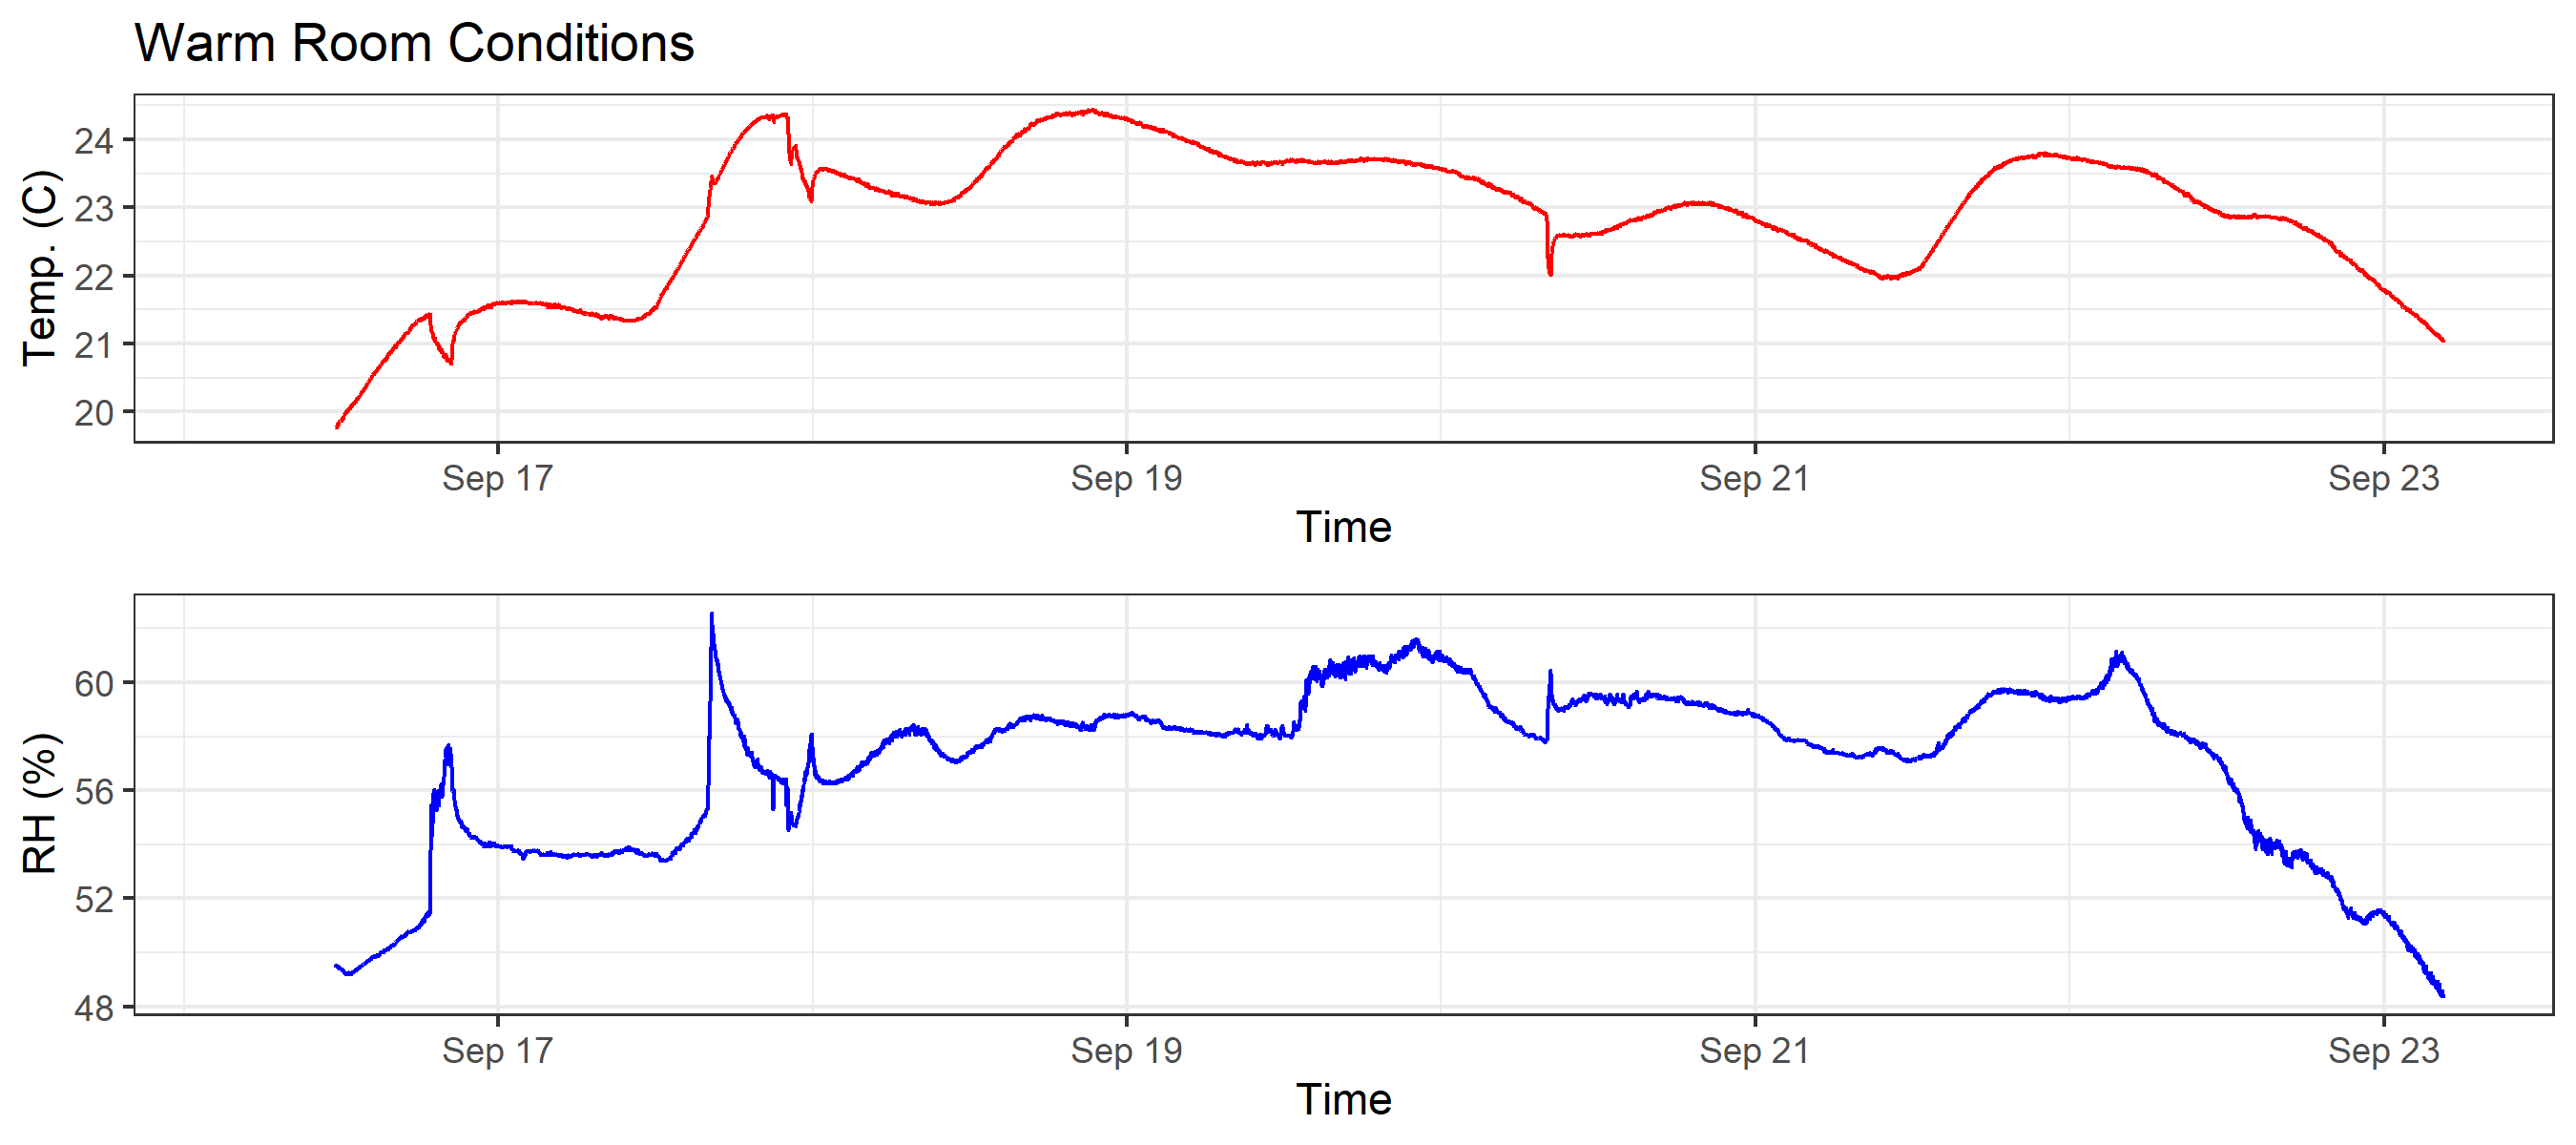 Warm Room Conditions
Temp. (C)
24
23
22
21
20
Sep 17 Sep 19 Sep 21 Sep 23
Time
RH (%)
60
56
52
48
Sep 17 Sep 19 Sep 21 Sep 23
Time